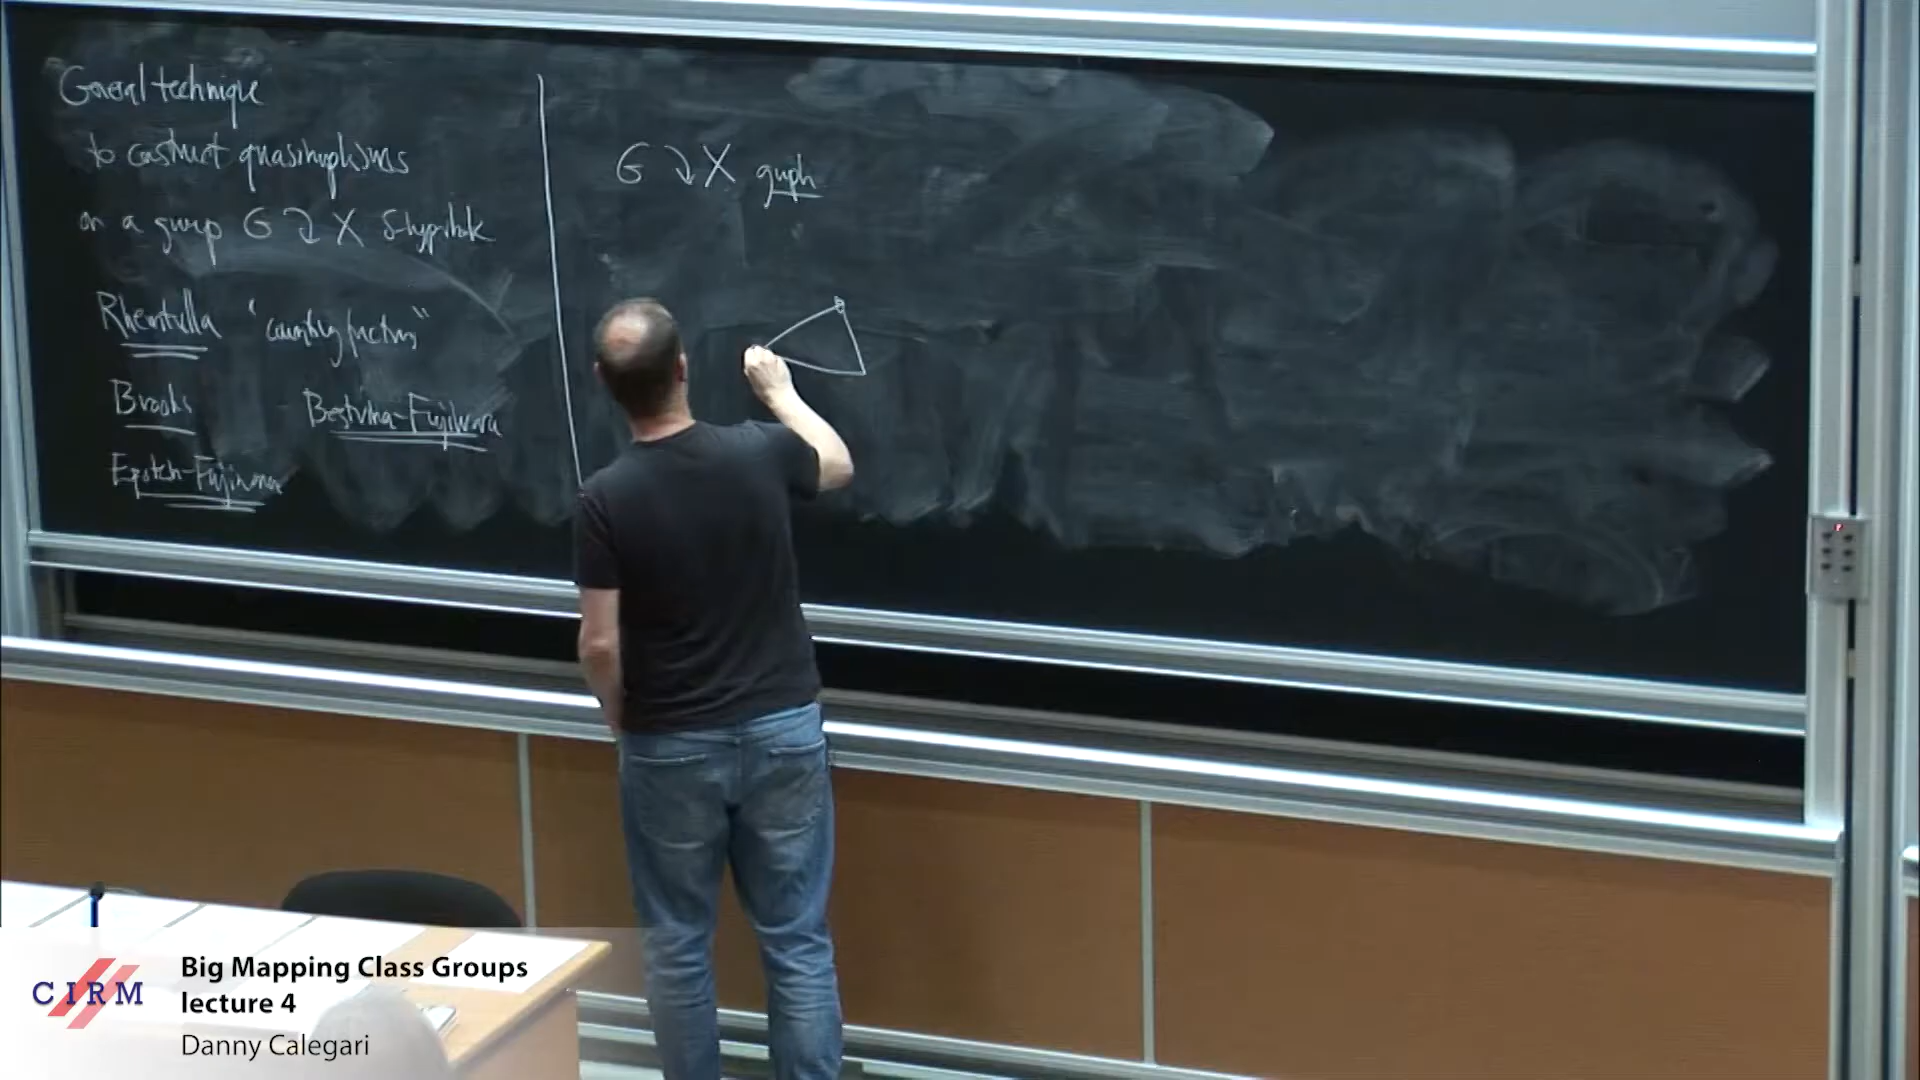 General technique
to construct quasimorphisms
on a group G ↷ X δ-hyperbolic
Rhemtulla "counting functions"
Brooks Bestvina-Fujiwara
Epstein-Fujiwara
G ↷ X graph
CIRM
Big Mapping Class Groups
lecture 4
Danny Calegari